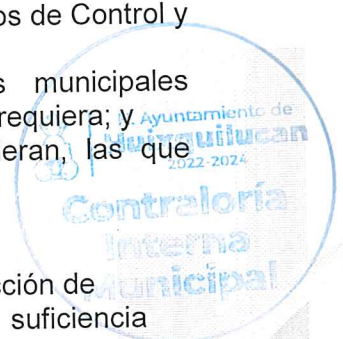 os de Control y
s municipales
requiera; y
Ayuntamiento de
Huixquilucan
eran, las que
2022-2024
Contraloría
Interna
Municipal
cción de
suficiencia